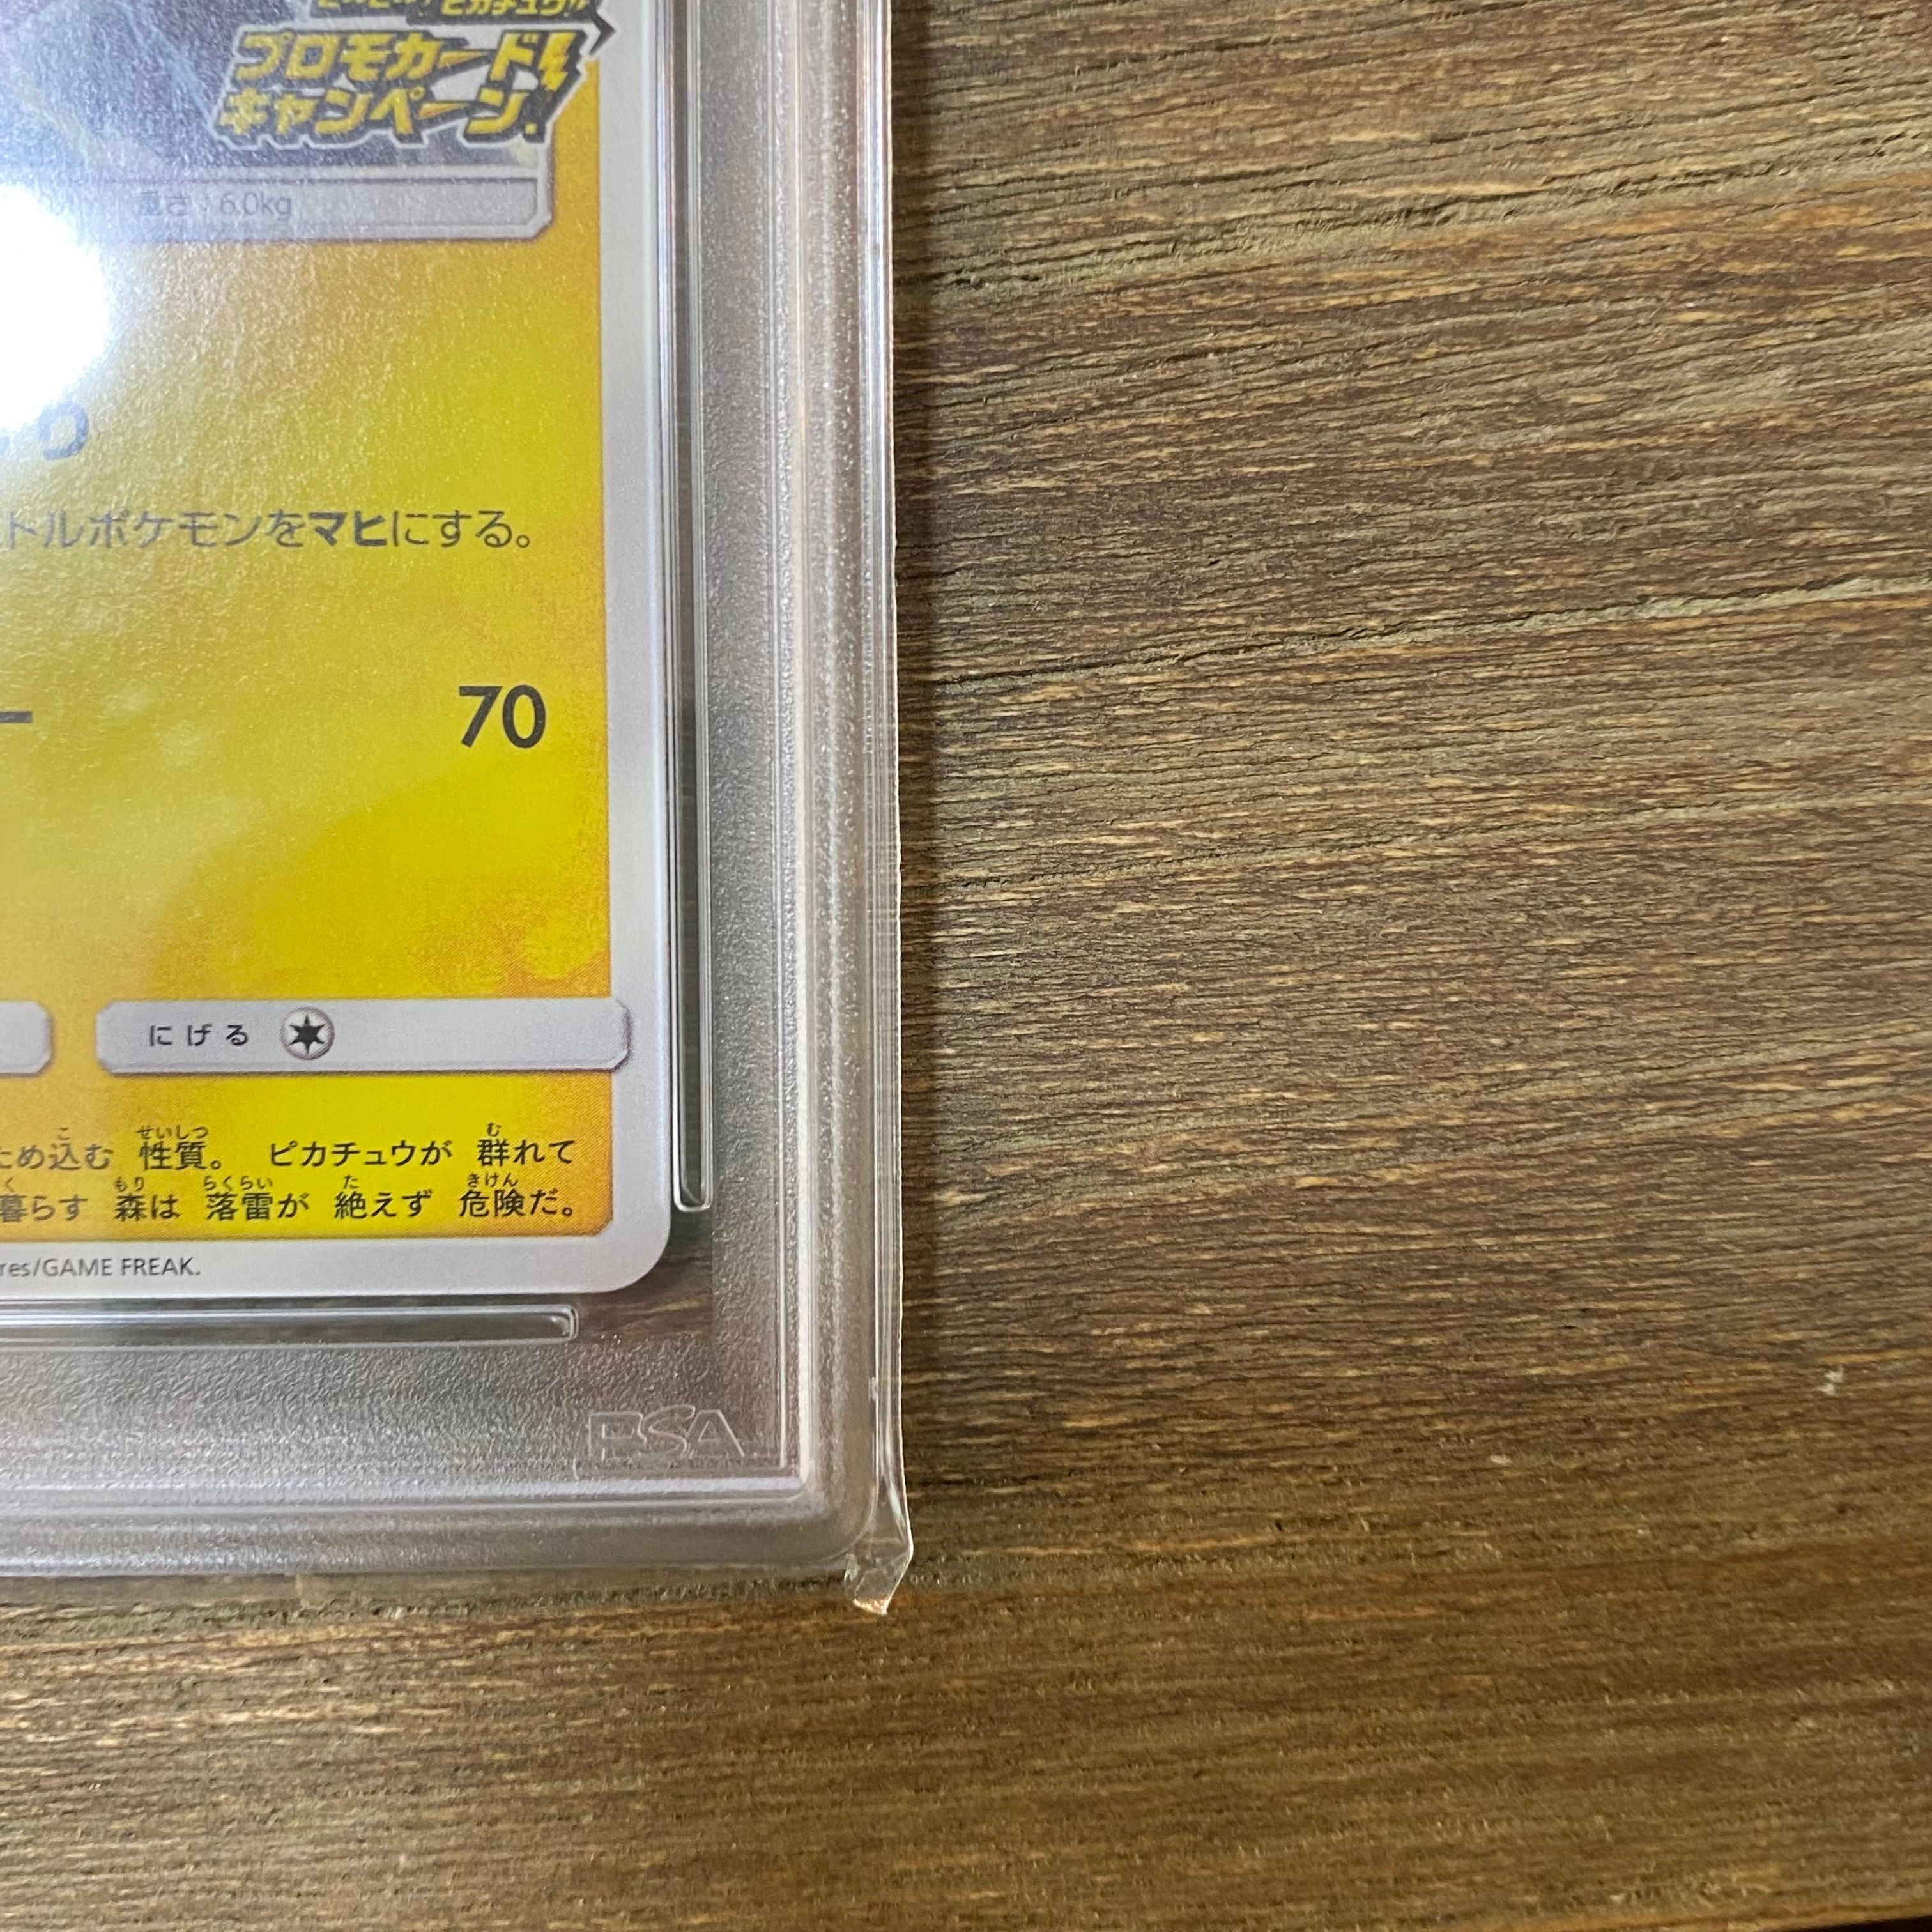 プロモカード
キャンペーン!
重さ：6.0kg
り
トルポケモンをマヒにする。
ー 70
にげる
ため込む 性質。 ピカチュウが 群れて
暮らす 森は 落雷が 絶えず 危険だ。
res/GAME FREAK.
PSA